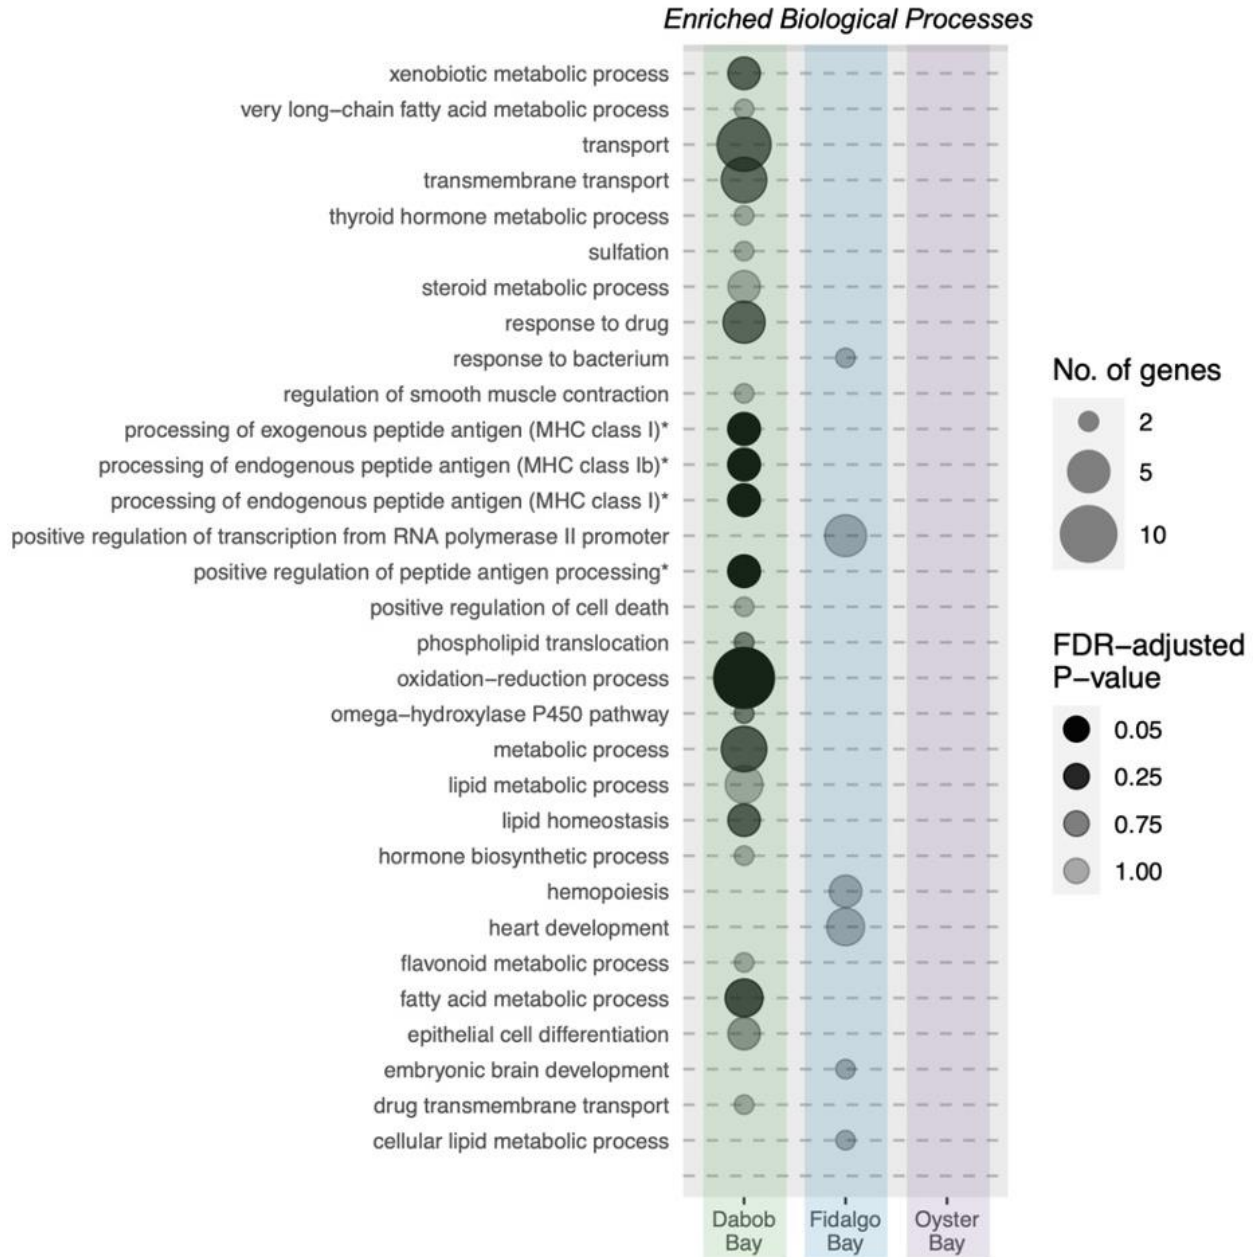 Enriched Biological Processes
xenobiotic metabolic process
very long−chain fatty acid metabolic process
transport
transmembrane transport
thyroid hormone metabolic process
sulfation
steroid metabolic process
response to drug
response to bacterium
regulation of smooth muscle contraction
processing of exogenous peptide antigen (MHC class I)*
processing of endogenous peptide antigen (MHC class Ib)*
processing of endogenous peptide antigen (MHC class I)*
positive regulation of transcription from RNA polymerase II promoter
positive regulation of peptide antigen processing*
positive regulation of cell death
phospholipid translocation
oxidation−reduction process
omega−hydroxylase P450 pathway
metabolic process
lipid metabolic process
lipid homeostasis
hormone biosynthetic process
hemopoiesis
heart development
flavonoid metabolic process
fatty acid metabolic process
epithelial cell differentiation
embryonic brain development
drug transmembrane transport
cellular lipid metabolic process
Dabob
Bay
Fidalgo
Bay
Oyster
Bay
No. of genes
2
5
10
FDR−adjusted
P−value
0.05
0.25
0.75
1.00